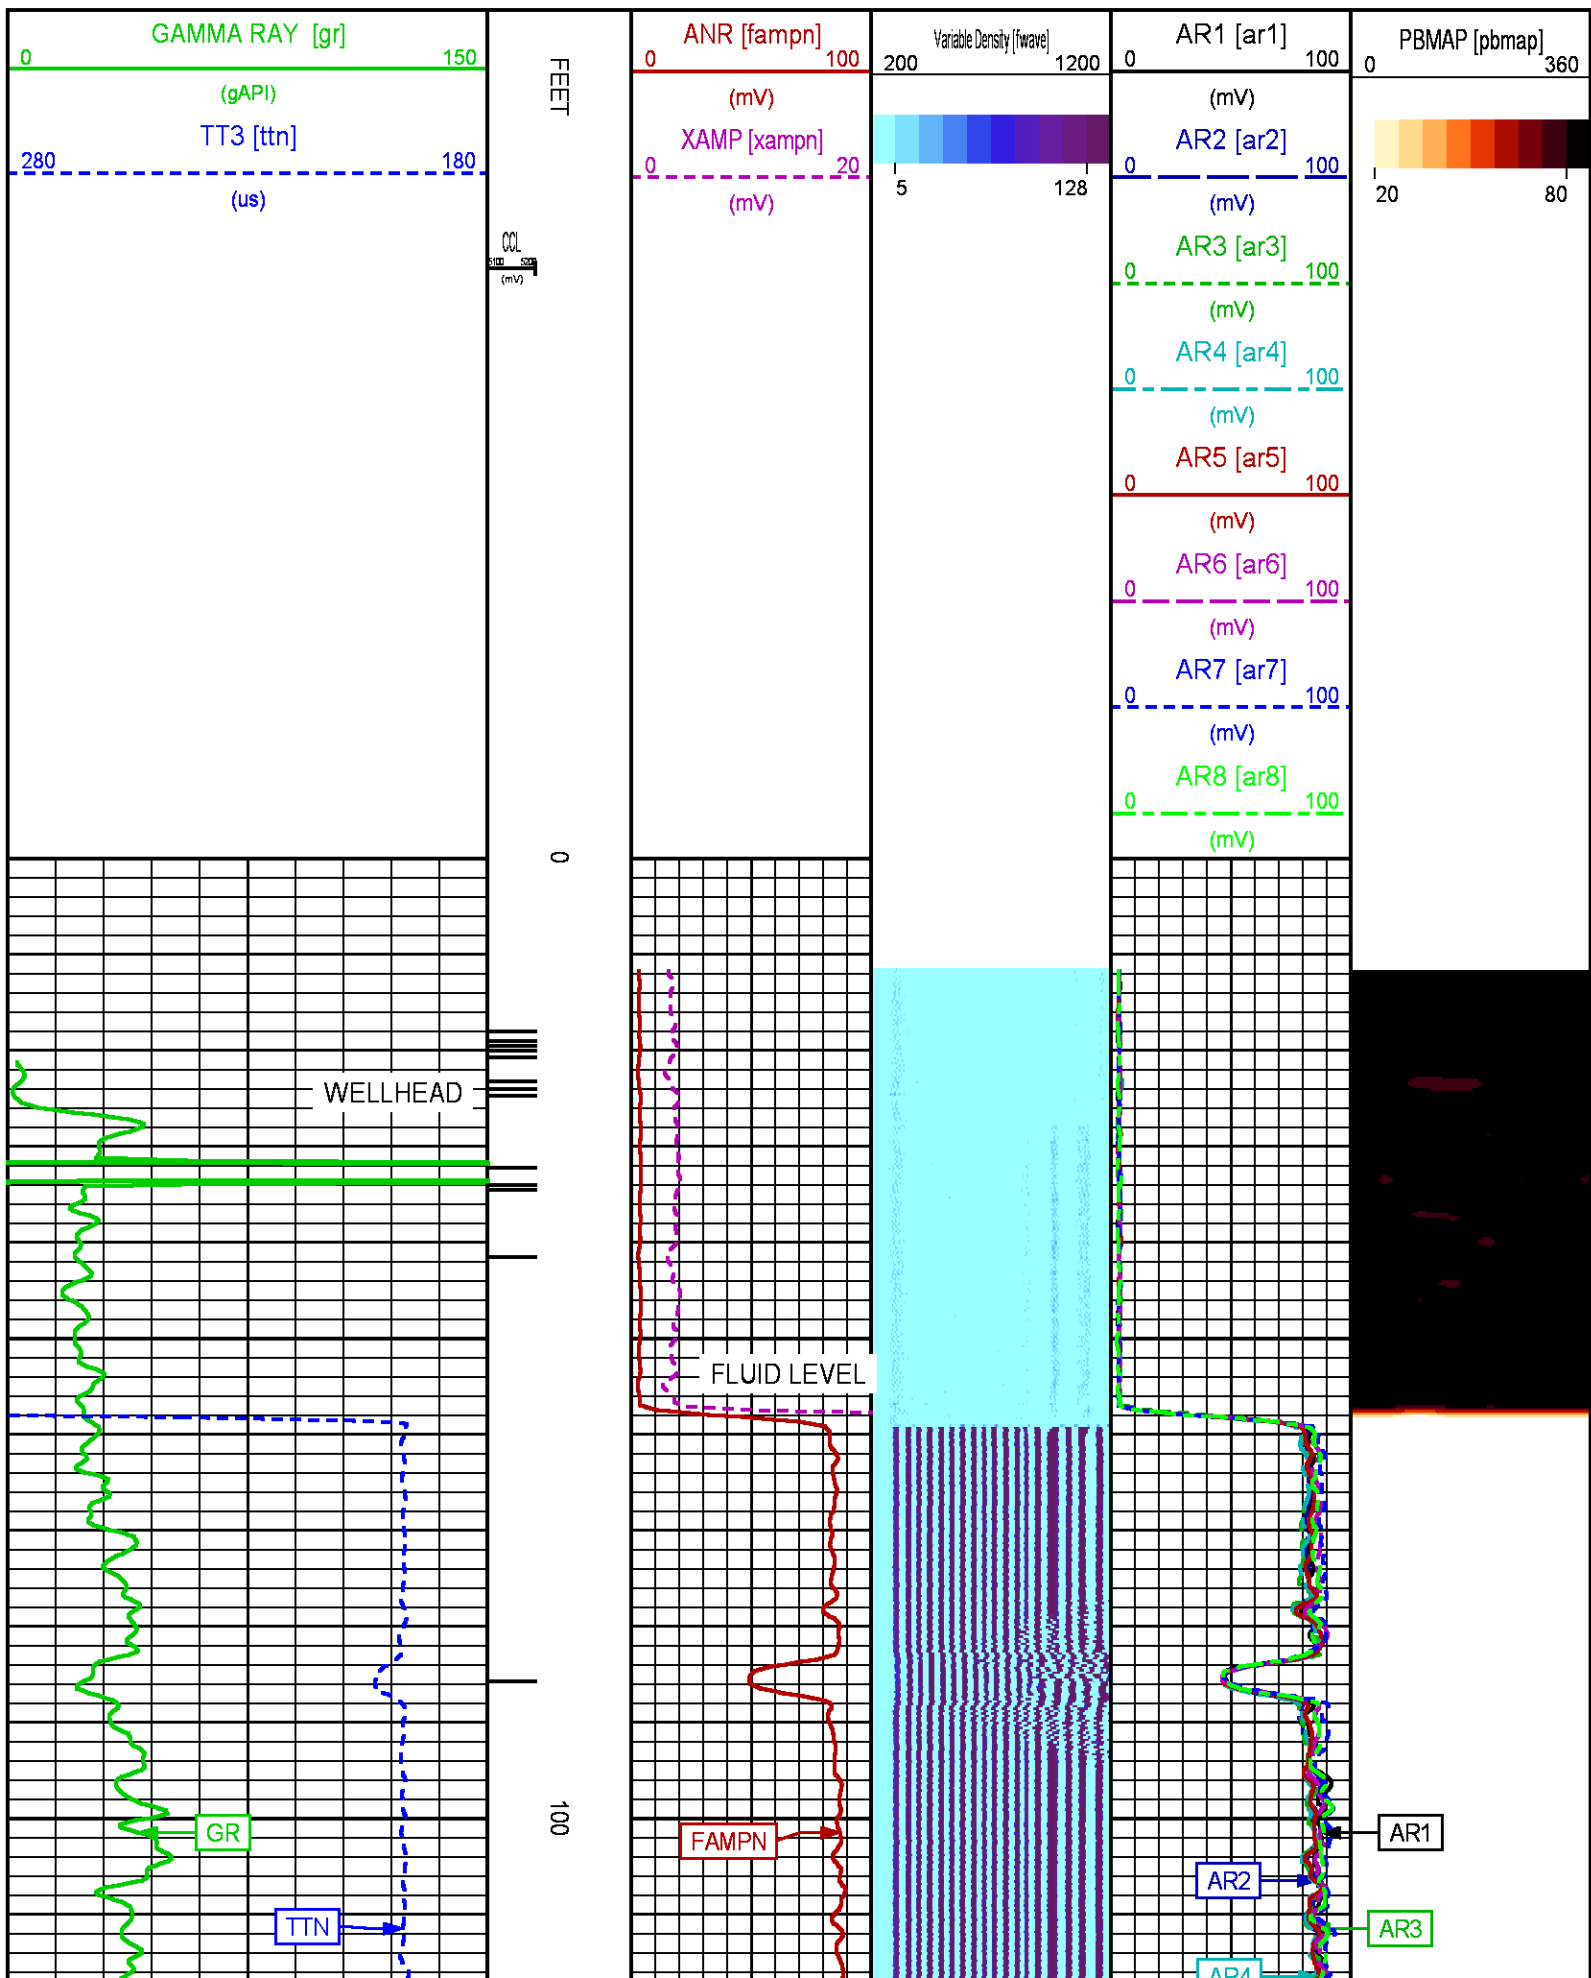 GAMMA RAY [gr]
0 150
(gAPI)
TT3 [ttn]
280 180
(us)
CCL
5100 520
(mV)
FEET
ANR [fampn]
0 100
(mV)
XAMP [xampn]
0 20
(mV)
Variable Density [fwave]
200 1200
5 128
AR1 [ar1]
0 100
(mV)
AR2 [ar2]
0 100
(mV)
AR3 [ar3]
0 100
(mV)
AR4 [ar4]
0 100
(mV)
AR5 [ar5]
0 100
(mV)
AR6 [ar6]
0 100
(mV)
AR7 [ar7]
0 100
(mV)
AR8 [ar8]
0 100
(mV)
PBMAP [pbmap]
0 360
20 80
0
WELLHEAD
FLUID LEVEL
100
GR
FAMPN
AR1
AR2
TTN
AR3
AR4